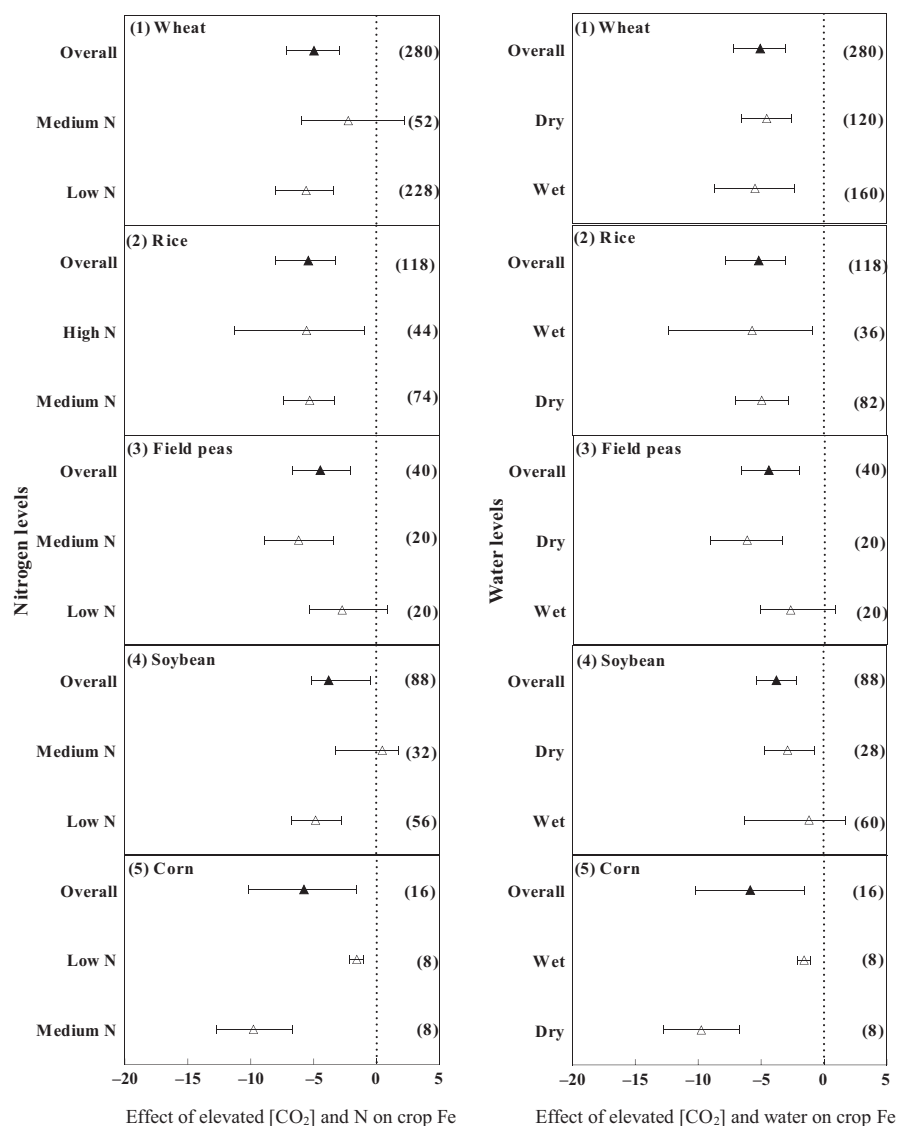 (1) Wheat
Overall (280)
Medium N (52)
Low N (228)
(2) Rice
Overall (118)
High N (44)
Medium N (74)
(3) Field peas
Overall (40)
Medium N (20)
Low N (20)
(4) Soybean
Overall (88)
Medium N (32)
Low N (56)
(5) Corn
Overall (16)
Low N (8)
Medium N (8)
Nitrogen levels
–20 –15 –10 –5 0 5
Effect of elevated [CO₂] and N on crop Fe
(1) Wheat
Overall (280)
Dry (120)
Wet (160)
(2) Rice
Overall (118)
Wet (36)
Dry (82)
(3) Field peas
Overall (40)
Dry (20)
Wet (20)
(4) Soybean
Overall (88)
Dry (28)
Wet (60)
(5) Corn
Overall (16)
Wet (8)
Dry (8)
Water levels
–20 –15 –10 –5 0 5
Effect of elevated [CO₂] and water on crop Fe